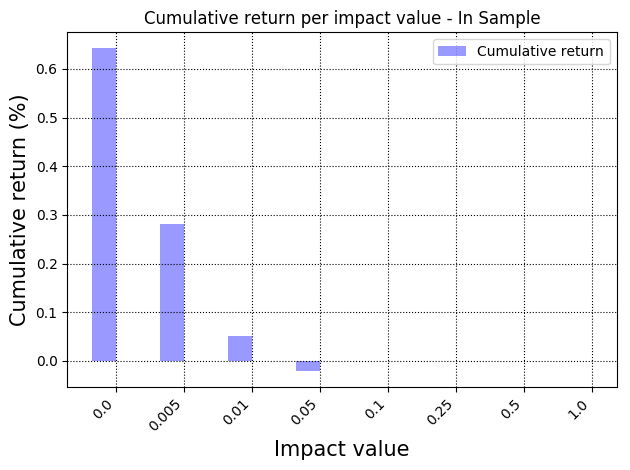 Cumulative return per impact value - In Sample
Cumulative return
Cumulative return (%)
0.6
0.5
0.4
0.3
0.2
0.1
0.0
0.0 0.005 0.01 0.05 0.1 0.25 0.5 1.0
Impact value